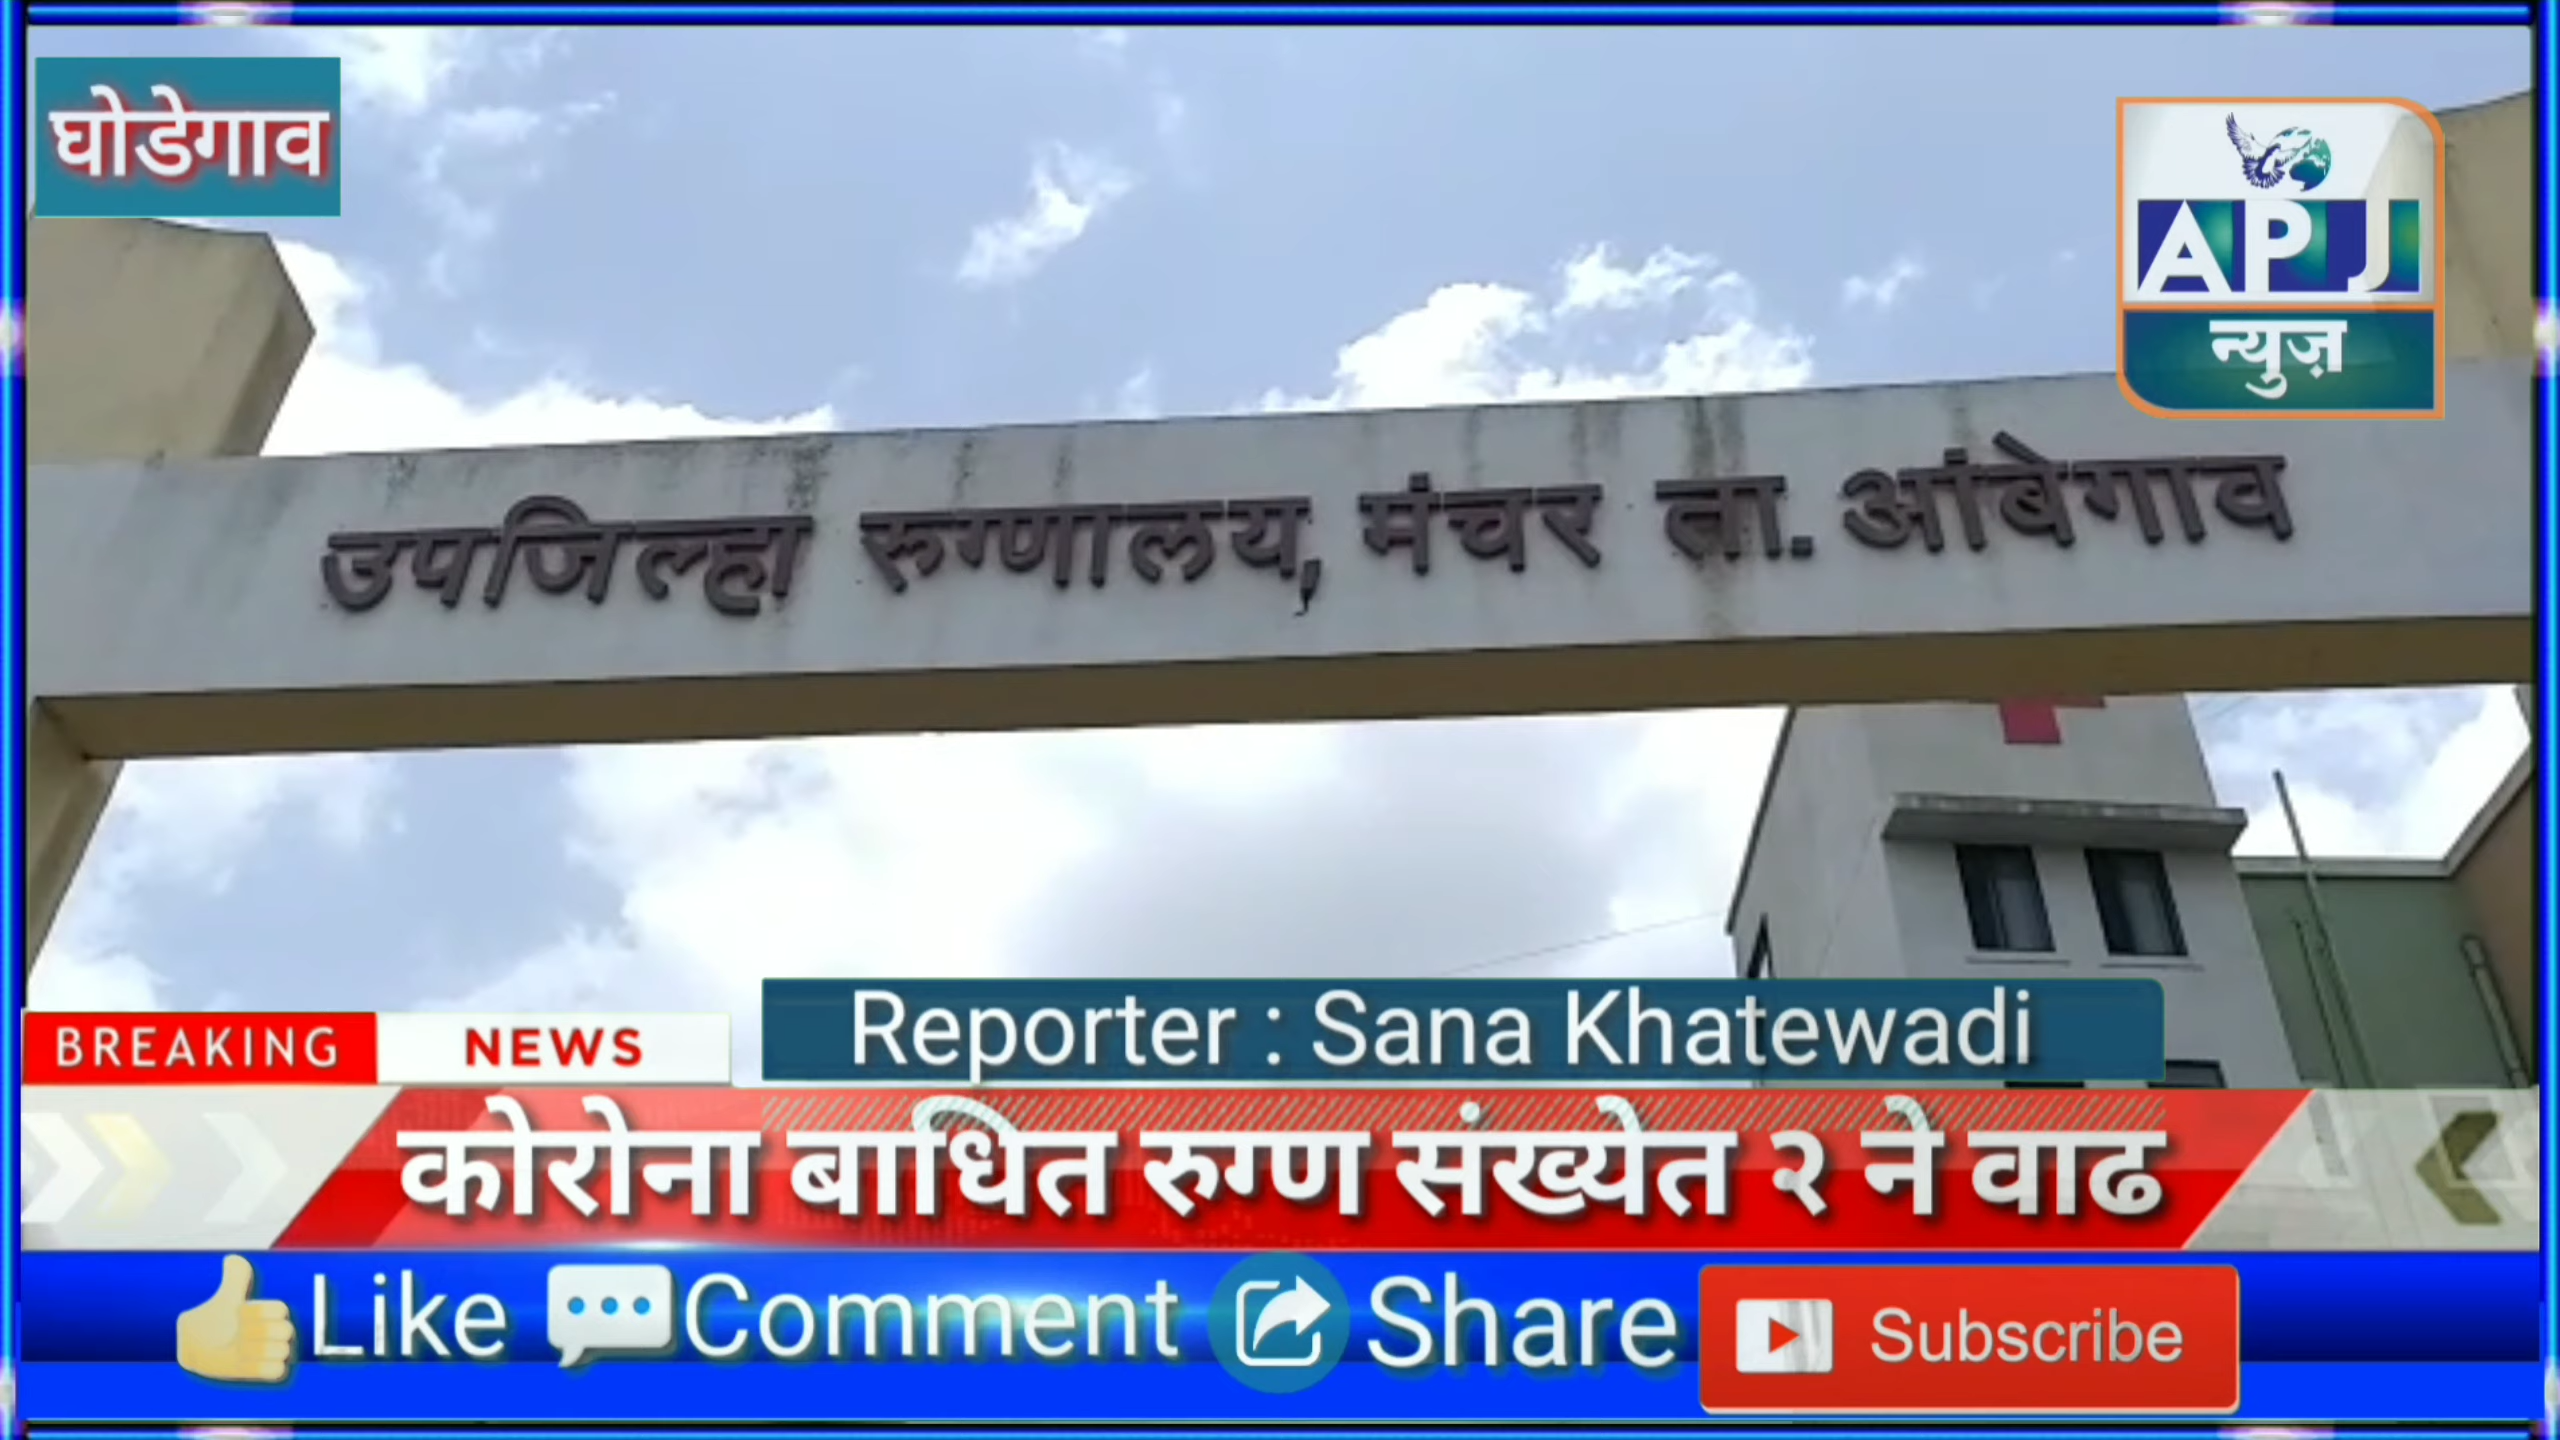 घोडेगाव
APJ
न्युज़
उपजिल्हा रुग्णालय, मंचर ता. आंबेगाव
Reporter : Sana Khatewadi
BREAKING NEWS
कोरोना बाधित रुग्ण संख्येत २ ने वाढ
Like Comment Share Subscribe